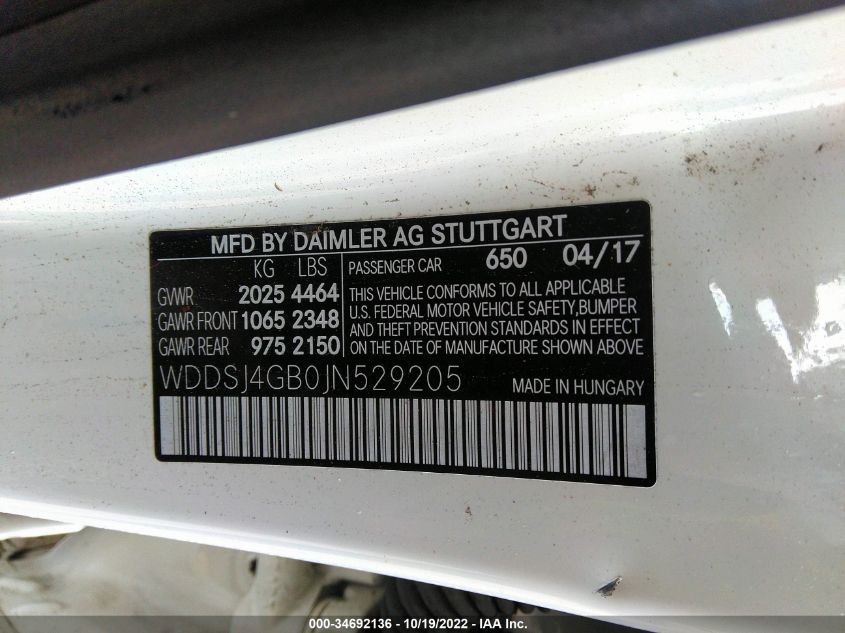 MFD BY DAIMLER AG STUTTGART
KG LBS
GVWR 2025 4464
GAWR FRONT 1065 2348
GAWR REAR 975 2150
PASSENGER CAR 650 04/17
THIS VEHICLE CONFORMS TO ALL APPLICABLE
U.S. FEDERAL MOTOR VEHICLE SAFETY,BUMPER
AND THEFT PREVENTION STANDARDS IN EFFECT
ON THE DATE OF MANUFACTURE SHOWN ABOVE
WDDSJ4GB0JN529205 MADE IN HUNGARY
000-34692136 - 10/19/2022 - IAA Inc.